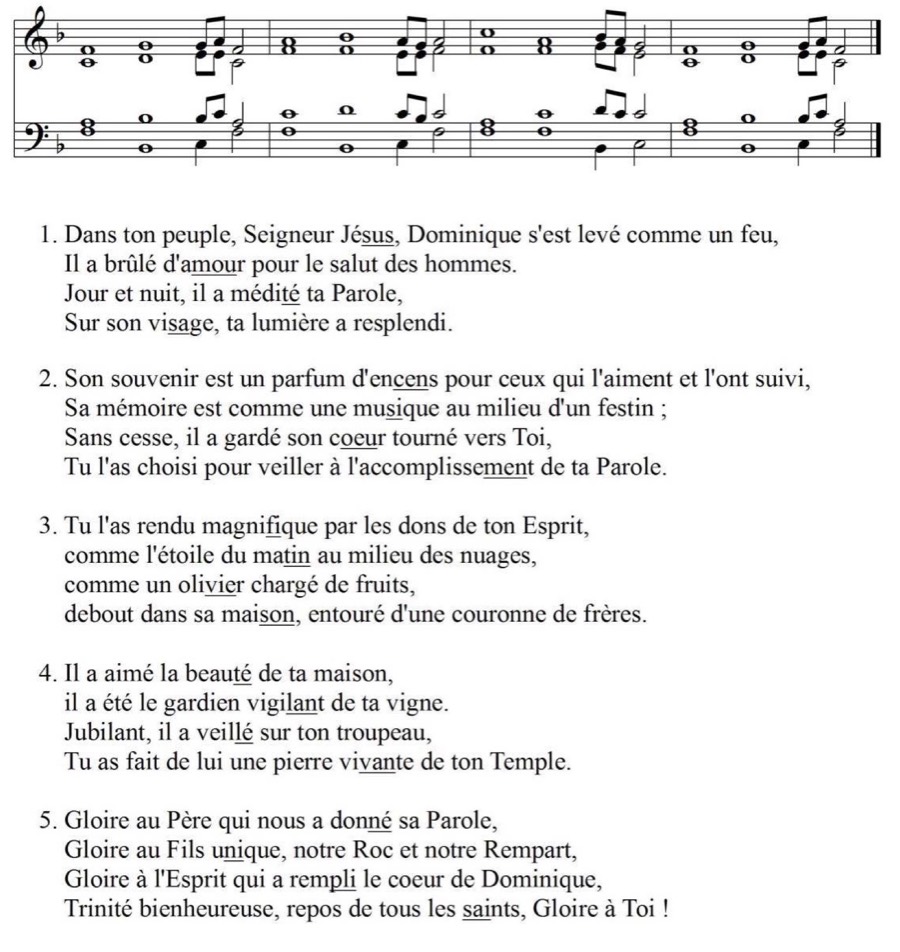 1. Dans ton peuple, Seigneur Jésus, Dominique s'est levé comme un feu,
Il a brûlé d'amour pour le salut des hommes.
Jour et nuit, il a médité ta Parole,
Sur son visage, ta lumière a resplendi.
2. Son souvenir est un parfum d'encens pour ceux qui l'aiment et l'ont suivi,
Sa mémoire est comme une musique au milieu d'un festin ;
Sans cesse, il a gardé son coeur tourné vers Toi,
Tu l'as choisi pour veiller à l'accomplissement de ta Parole.
3. Tu l'as rendu magnifique par les dons de ton Esprit,
comme l'étoile du matin au milieu des nuages,
comme un olivier chargé de fruits,
debout dans sa maison, entouré d'une couronne de frères.
4. Il a aimé la beauté de ta maison,
il a été le gardien vigilant de ta vigne.
Jubilant, il a veillé sur ton troupeau,
Tu as fait de lui une pierre vivante de ton Temple.
5. Gloire au Père qui nous a donné sa Parole,
Gloire au Fils unique, notre Roc et notre Rempart,
Gloire à l'Esprit qui a rempli le coeur de Dominique,
Trinité bienheureuse, repos de tous les saints, Gloire à Toi !